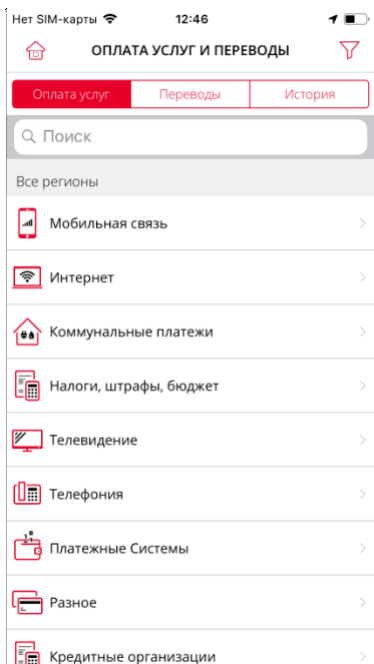 Нет SIM-карты 12:46
ОПЛАТА УСЛУГ И ПЕРЕВОДЫ
Оплата услуг Переводы История
Поиск
Все регионы
Мобильная связь
Интернет
Коммунальные платежи
Налоги, штрафы, бюджет
Телевидение
Телефония
Платежные Системы
Разное
Кредитные организации